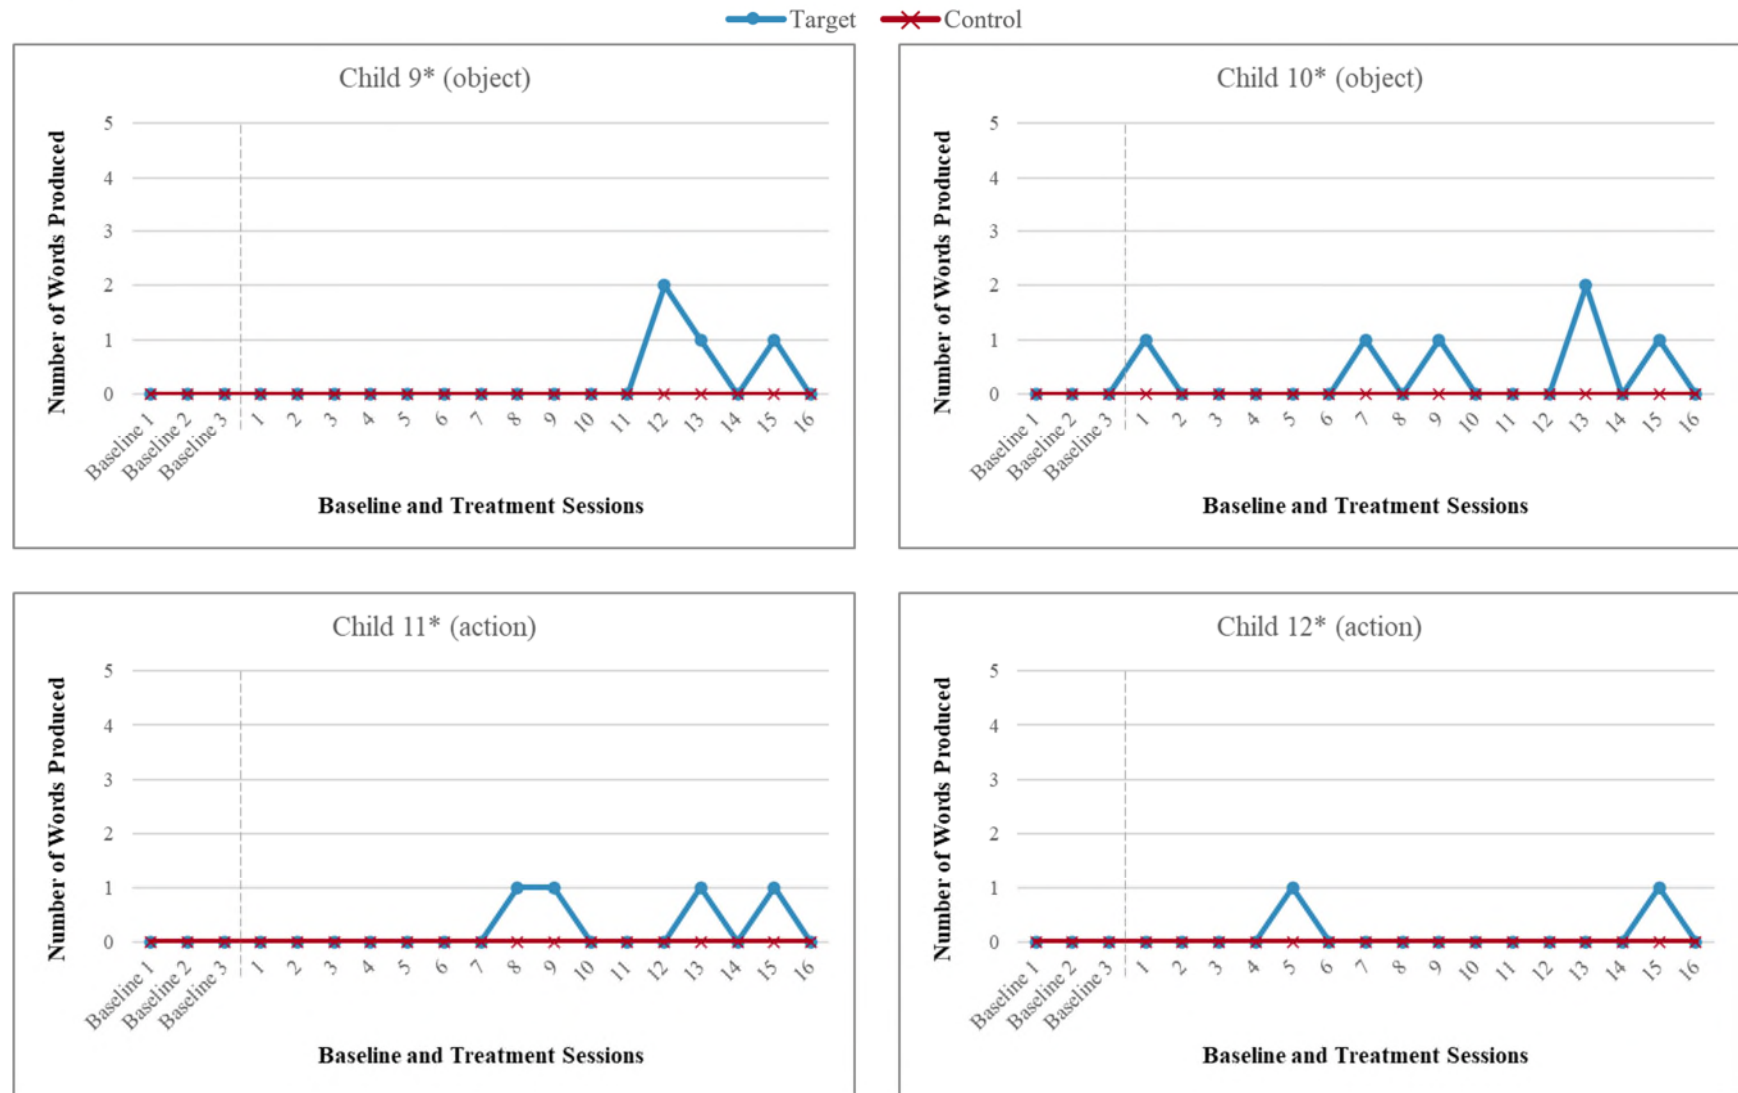 Target Control
Child 9* (object)
Number of Words Produced
5
4
3
2
1
0
Baseline 1 Baseline 2 Baseline 3 1 2 3 4 5 6 7 8 9 10 11 12 13 14 15 16
Baseline and Treatment Sessions
Child 10* (object)
Number of Words Produced
5
4
3
2
1
0
Baseline 1 Baseline 2 Baseline 3 1 2 3 4 5 6 7 8 9 10 11 12 13 14 15 16
Baseline and Treatment Sessions
Child 11* (action)
Number of Words Produced
5
4
3
2
1
0
Baseline 1 Baseline 2 Baseline 3 1 2 3 4 5 6 7 8 9 10 11 12 13 14 15 16
Baseline and Treatment Sessions
Child 12* (action)
Number of Words Produced
5
4
3
2
1
0
Baseline 1 Baseline 2 Baseline 3 1 2 3 4 5 6 7 8 9 10 11 12 13 14 15 16
Baseline and Treatment Sessions